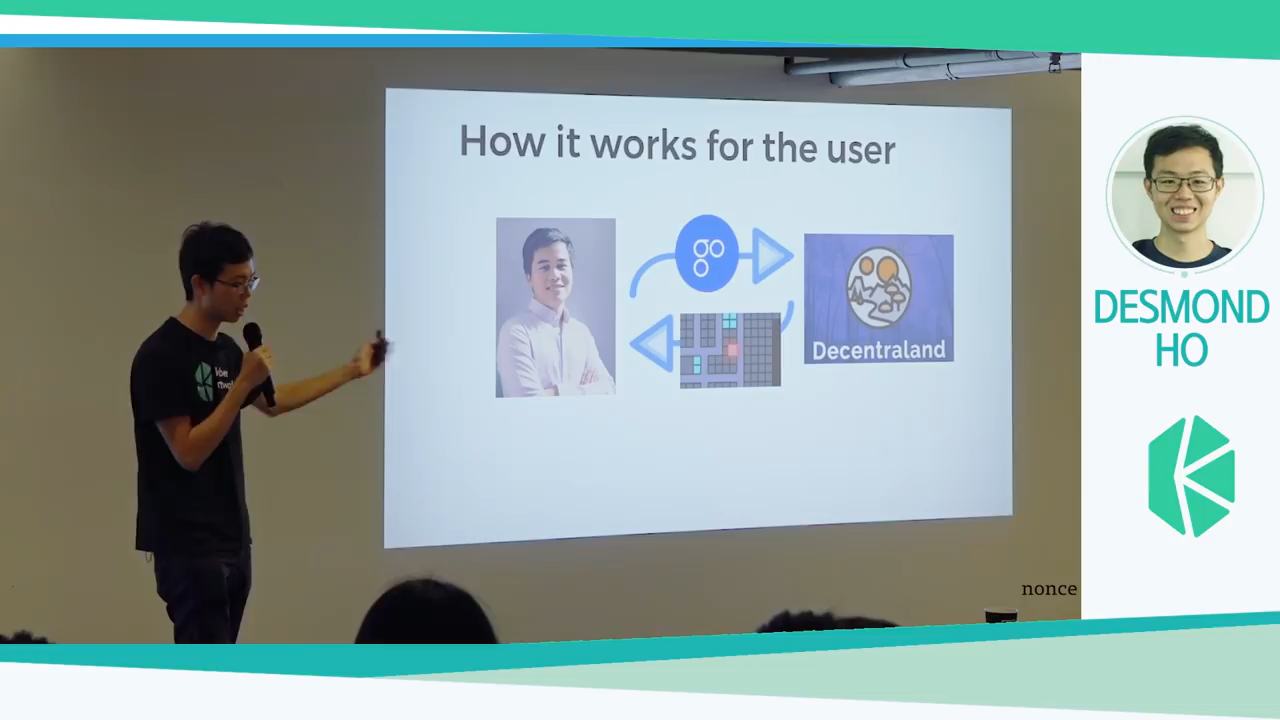 How it works for the user
go
Decentraland
DESMOND
HO
nonce